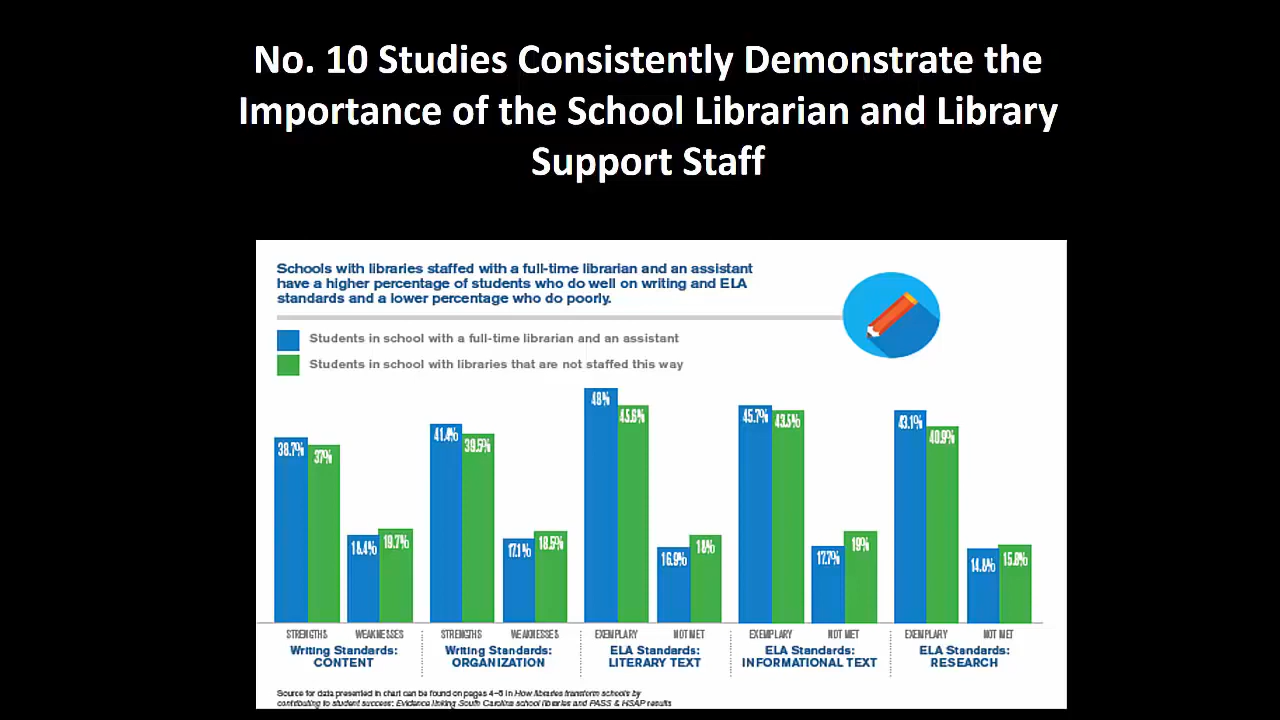 No. 10 Studies Consistently Demonstrate the
Importance of the School Librarian and Library
Support Staff
Schools with libraries staffed with a full-time librarian and an assistant
have a higher percentage of students who do well on writing and ELA
standards and a lower percentage who do poorly.
Students in school with a full-time librarian and an assistant
Students in school with libraries that are not staffed this way
38.7% 37% 18.4% 19.7% 41.4% 39.5% 17.1% 18.5% 48% 45.6% 16.9% 18% 45.7% 43.5% 17.7% 19% 43.1% 40.9% 14.8% 15.8%
STRENGTHS WEAKNESSES STRENGTHS WEAKNESSES EXEMPLARY NOT MET EXEMPLARY NOT MET EXEMPLARY NOT MET
Writing Standards: Writing Standards: ELA Standards: ELA Standards: ELA Standards:
CONTENT ORGANIZATION LITERARY TEXT INFORMATIONAL TEXT RESEARCH
Source for data presented in chart can be found on pages 4–6 in How libraries transform schools by
contributing to student success: Evidence linking South Carolina school libraries and PASS & HSAP results